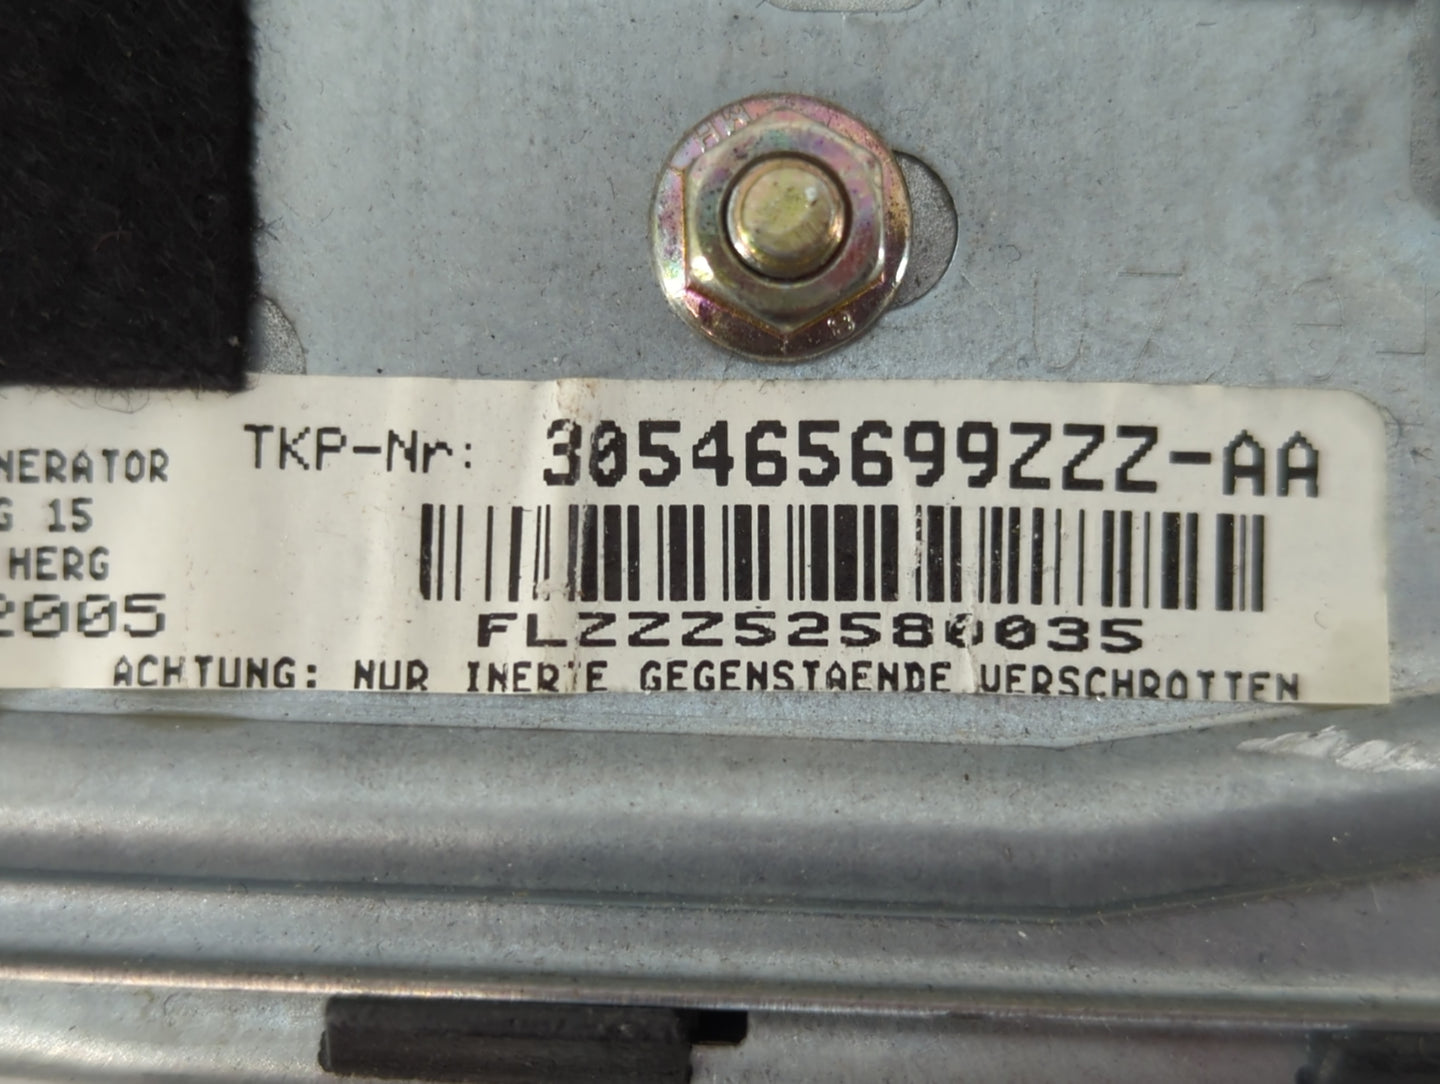 TKP-Nr: 305465699ZZZ-AA
NERATOR
G 15
HERG
2005
FLZZZ52580035
ACHTUNG: NUR INERTE GEGENSTAENDE VERSCHROTTEN